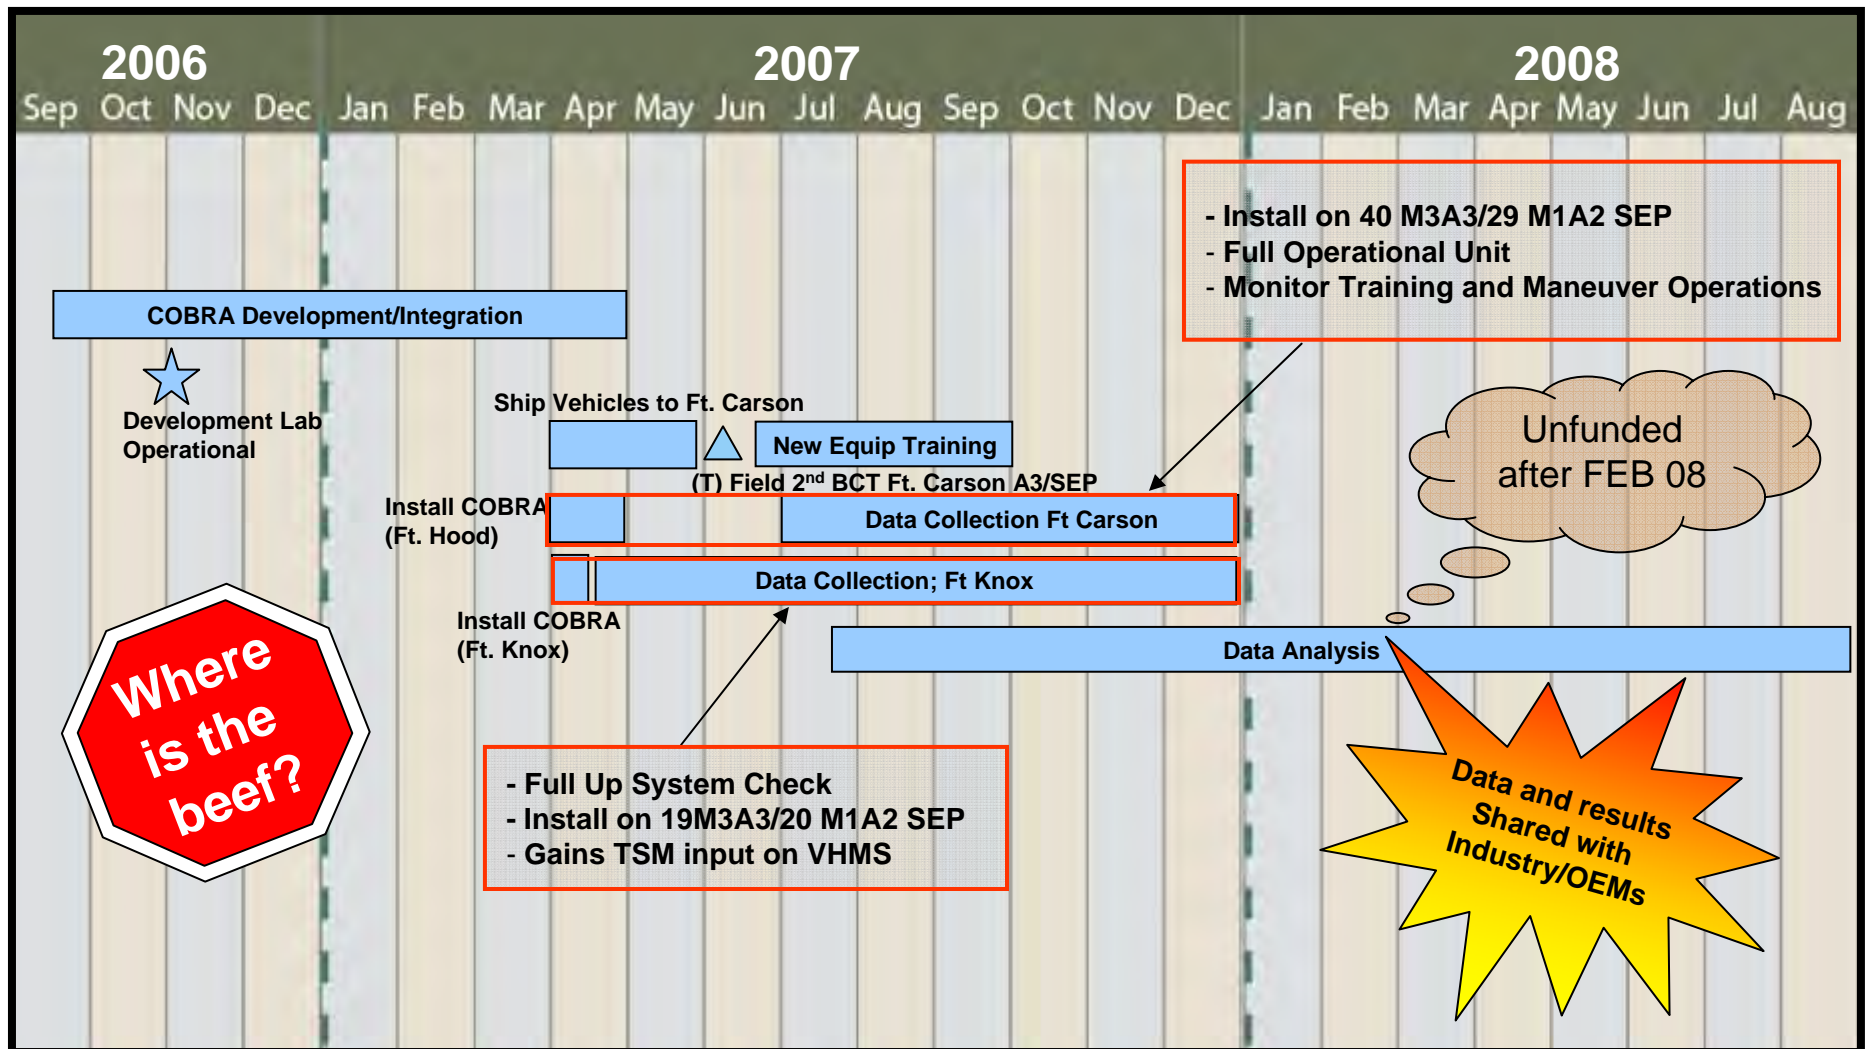 2006
2007
2008
Sep Oct Nov Dec Jan Feb Mar Apr May Jun Jul Aug Sep Oct Nov Dec Jan Feb Mar Apr May Jun Jul Aug
- Install on 40 M3A3/29 M1A2 SEP
- Full Operational Unit
- Monitor Training and Maneuver Operations
COBRA Development/Integration
Development Lab
Operational
Ship Vehicles to Ft. Carson
New Equip Training
(T) Field 2nd BCT Ft. Carson A3/SEP
Install COBRA
(Ft. Hood)
Data Collection Ft Carson
Data Collection; Ft Knox
Install COBRA
(Ft. Knox)
Unfunded
after FEB 08
Data Analysis
Where
is the
beef?
- Full Up System Check
- Install on 19M3A3/20 M1A2 SEP
- Gains TSM input on VHMS
Data and results
Shared with
Industry/OEMs